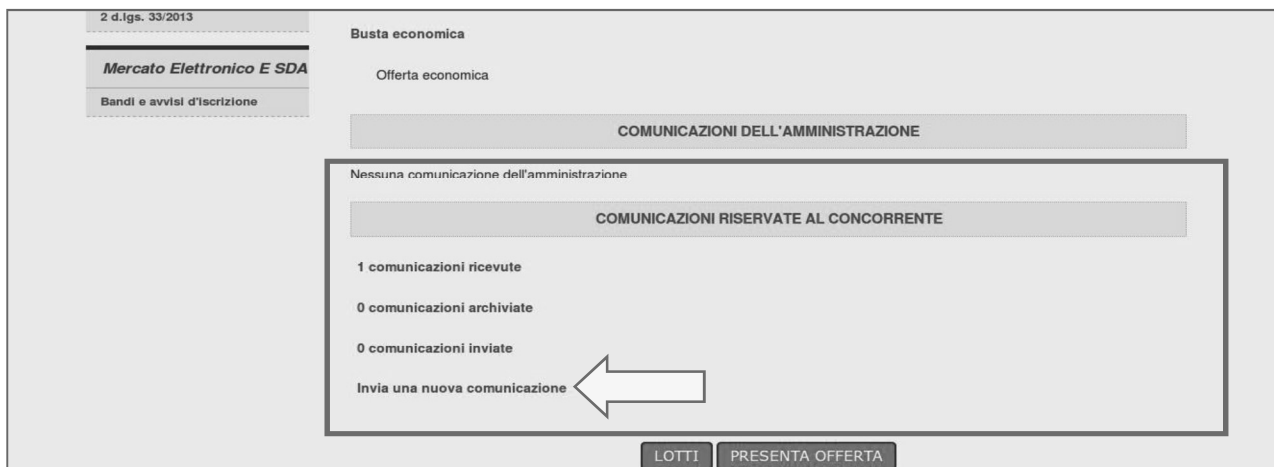 2 d.lgs. 33/2013
Mercato Elettronico E SDA
Bandi e avvisi d'iscrizione
Busta economica
Offerta economica
COMUNICAZIONI DELL'AMMINISTRAZIONE
Nessuna comunicazione dell'amministrazione
COMUNICAZIONI RISERVATE AL CONCORRENTE
1 comunicazioni ricevute
0 comunicazioni archiviate
0 comunicazioni inviate
Invia una nuova comunicazione
LOTTI
PRESENTA OFFERTA